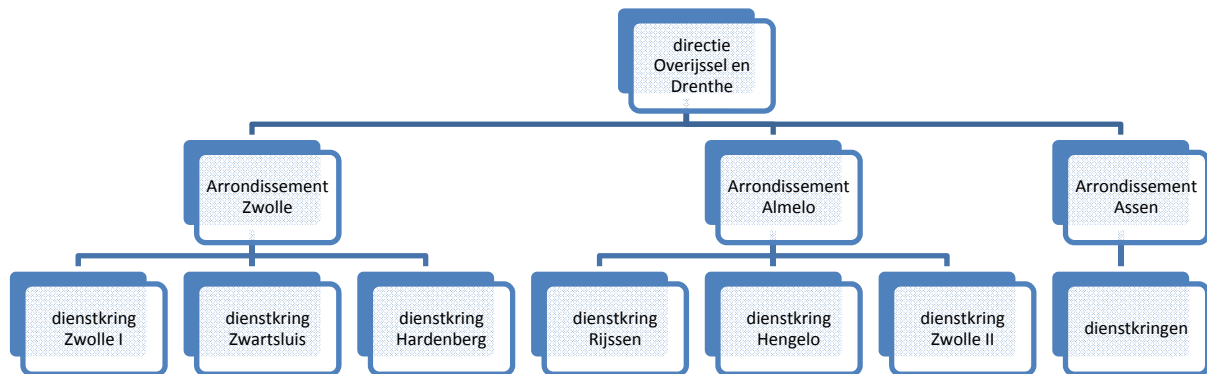 directie
Overijssel en
Drenthe
Arrondissement
Zwolle
Arrondissement
Almelo
Arrondissement
Assen
dienstkring
Zwolle I
dienstkring
Zwartsluis
dienstkring
Hardenberg
dienstkring
Rijssen
dienstkring
Hengelo
dienstkring
Zwolle II
dienstkringen